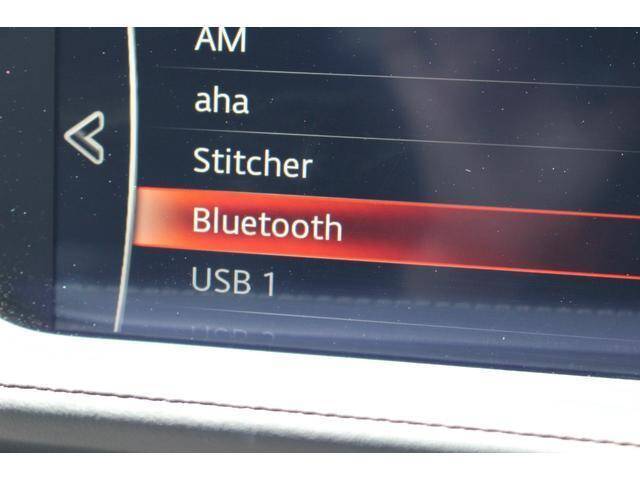 AM
aha
Stitcher
Bluetooth
USB 1